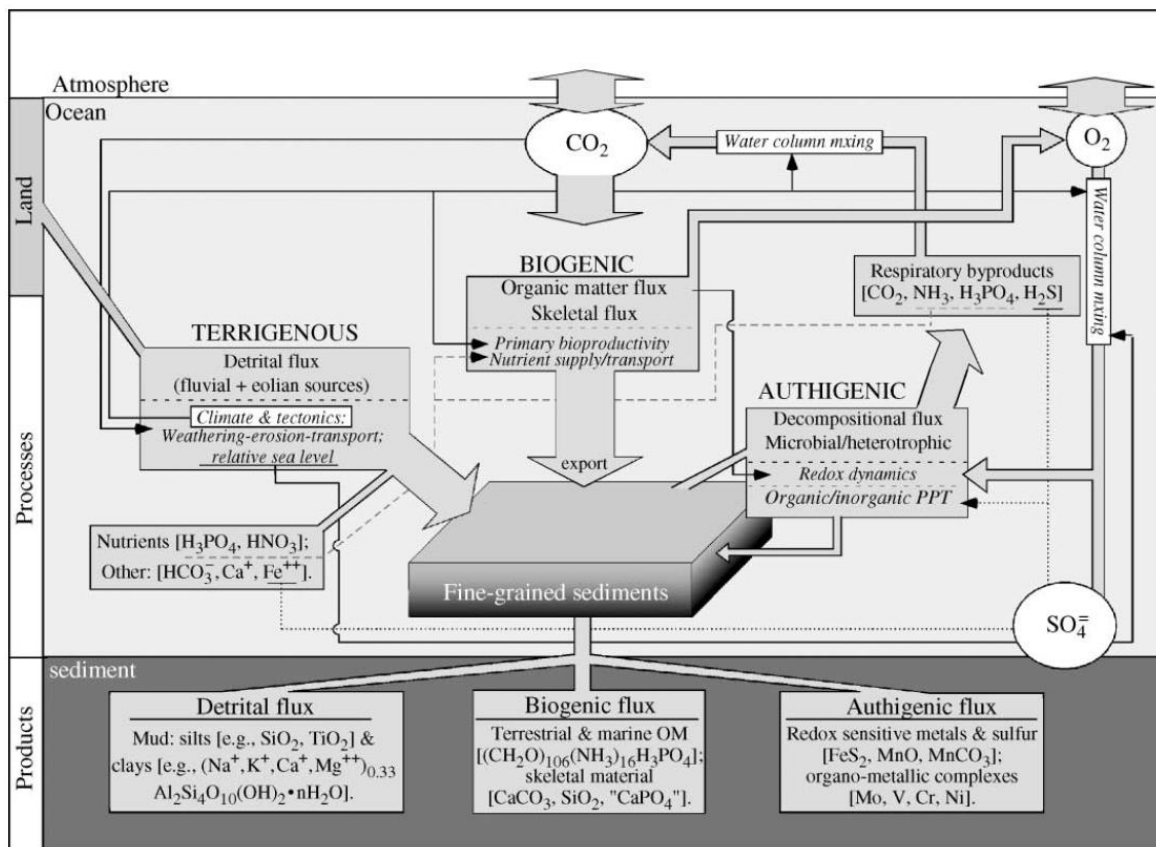 Atmosphere
Ocean
Land
Processes
Products
CO₂
Water column mxing
O₂
Water column mxing
BIOGENIC
Organic matter flux
Skeletal flux
Primary bioproductivity
Nutrient supply/transport
Respiratory byproducts
[CO₂, NH₃, H₃PO₄, H₂S]
TERRIGENOUS
Detrital flux
(fluvial + eolian sources)
Climate & tectonics:
Weathering-erosion-transport;
relative sea level
AUTHIGENIC
Decompositional flux
Microbial/heterotrophic
Redox dynamics
Organic/inorganic PPT
export
Nutrients [H₃PO₄, HNO₃];
Other: [HCO₃⁻, Ca⁺, Fe⁺⁺].
Fine-grained sediments
SO₄⁼
sediment
Detrital flux
Mud: silts [e.g., SiO₂, TiO₂] &
clays [e.g., (Na⁺,K⁺,Ca⁺,Mg⁺⁺)₀.₃₃
Al₂Si₄O₁₀(OH)₂•nH₂O].
Biogenic flux
Terrestrial & marine OM
[(CH₂O)₁₀₆(NH₃)₁₆H₃PO₄];
skeletal material
[CaCO₃, SiO₂, "CaPO₄"].
Authigenic flux
Redox sensitive metals & sulfur
[FeS₂, MnO, MnCO₃];
organo-metallic complexes
[Mo, V, Cr, Ni].